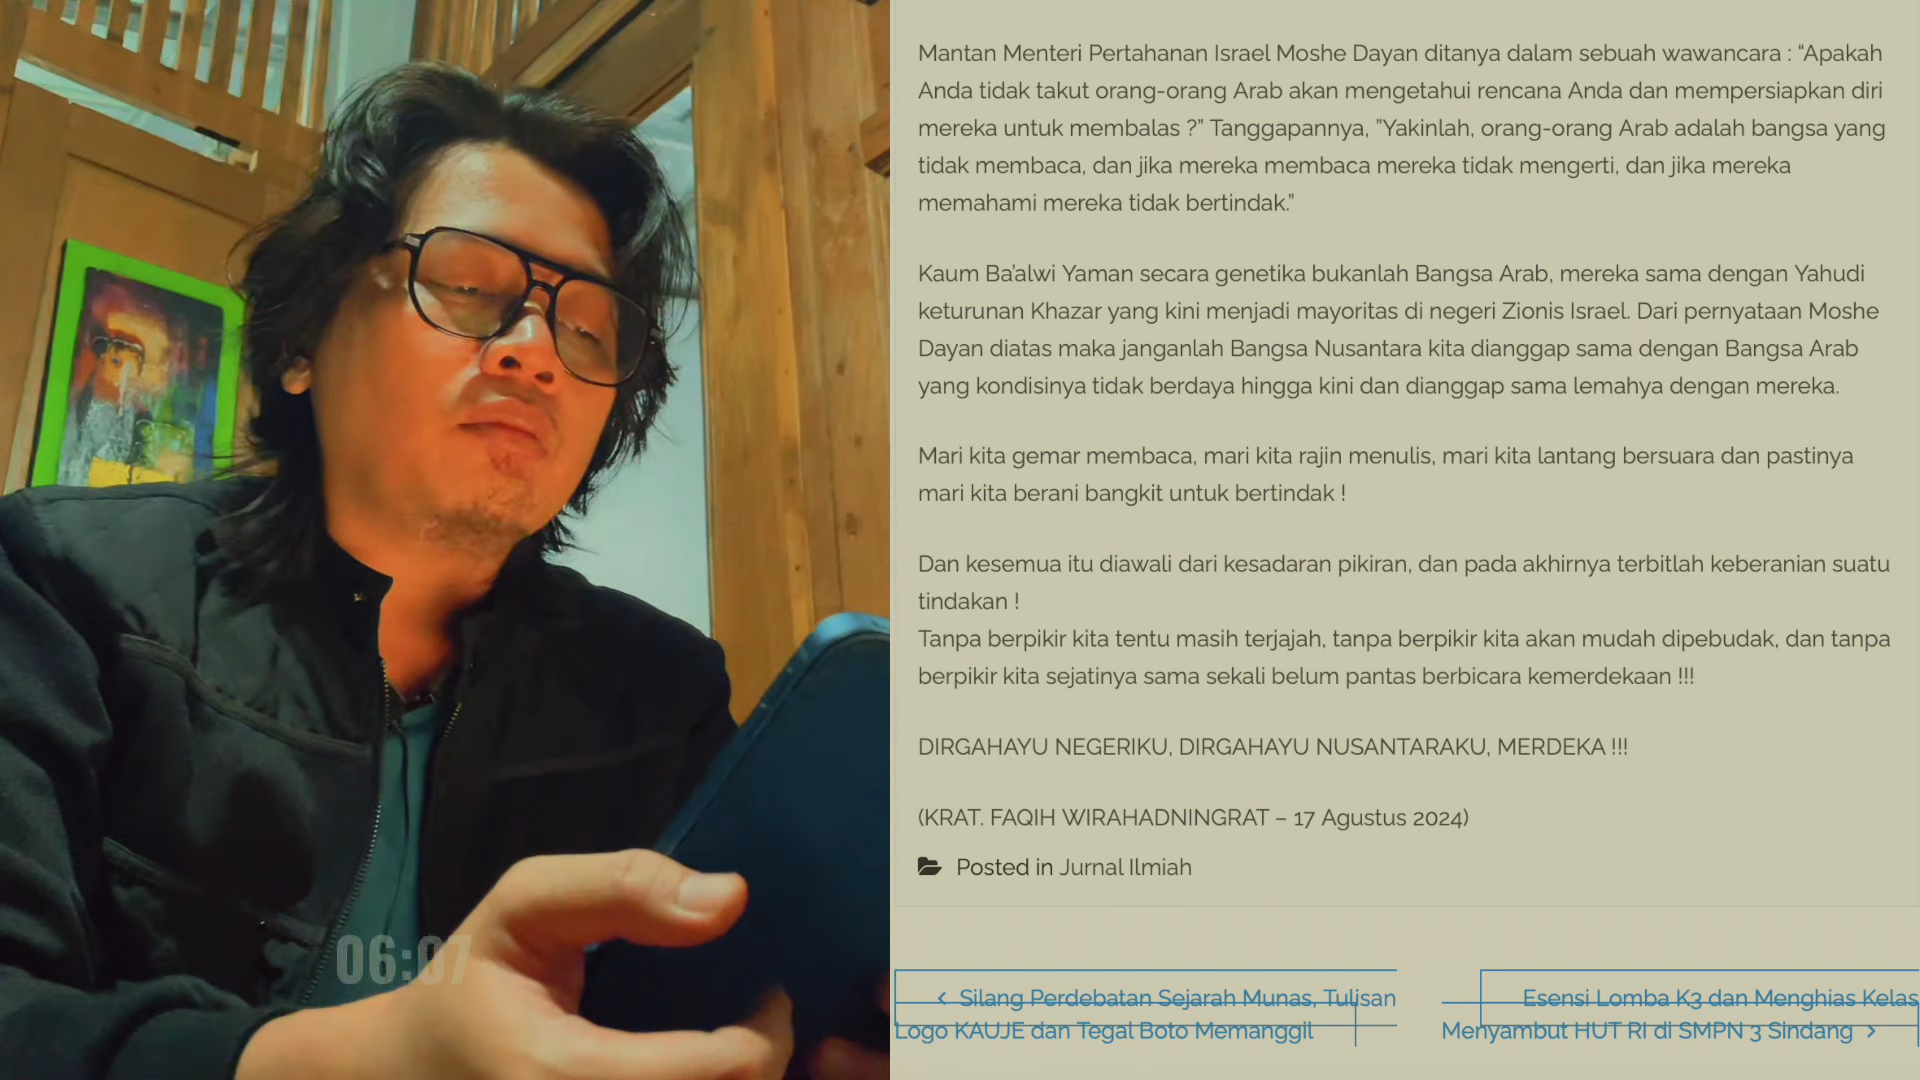 Mantan Menteri Pertahanan Israel Moshe Dayan ditanya dalam sebuah wawancara : “Apakah
Anda tidak takut orang-orang Arab akan mengetahui rencana Anda dan mempersiapkan diri
mereka untuk membalas ?” Tanggapannya, ”Yakinlah, orang-orang Arab adalah bangsa yang
tidak membaca, dan jika mereka membaca mereka tidak mengerti, dan jika mereka
memahami mereka tidak bertindak.”
Kaum Ba’alwi Yaman secara genetika bukanlah Bangsa Arab, mereka sama dengan Yahudi
keturunan Khazar yang kini menjadi mayoritas di negeri Zionis Israel. Dari pernyataan Moshe
Dayan diatas maka janganlah Bangsa Nusantara kita dianggap sama dengan Bangsa Arab
yang kondisinya tidak berdaya hingga kini dan dianggap sama lemahya dengan mereka.
Mari kita gemar membaca, mari kita rajin menulis, mari kita lantang bersuara dan pastinya
mari kita berani bangkit untuk bertindak !
Dan kesemua itu diawali dari kesadaran pikiran, dan pada akhirnya terbitlah keberanian suatu
tindakan !
Tanpa berpikir kita tentu masih terjajah, tanpa berpikir kita akan mudah dipebudak, dan tanpa
berpikir kita sejatinya sama sekali belum pantas berbicara kemerdekaan !!!
DIRGAHAYU NEGERIKU, DIRGAHAYU NUSANTARAKU, MERDEKA !!!
(KRAT. FAQIH WIRAHADNINGRAT – 17 Agustus 2024)
Posted in Jurnal Ilmiah
‹ Silang Perdebatan Sejarah Munas, Tulisan
Logo KAUJE dan Tegal Boto Memanggil
Esensi Lomba K3 dan Menghias Kelas
Menyambut HUT RI di SMPN 3 Sindang ›
06:07